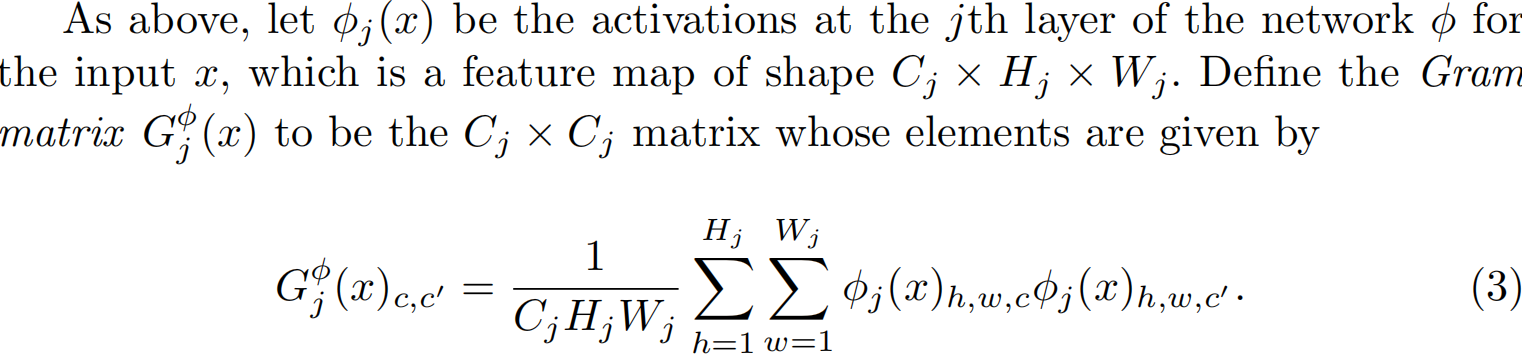 As above, let ϕ_j(x) be the activations at the jth layer of the network ϕ for
the input x, which is a feature map of shape C_j × H_j × W_j. Define the Gram
matrix G_j^ϕ(x) to be the C_j × C_j matrix whose elements are given by
G_j^ϕ(x)_{c,c′} = \frac{1}{C_j H_j W_j} \sum_{h=1}^{H_j} \sum_{w=1}^{W_j} ϕ_j(x)_{h,w,c} ϕ_j(x)_{h,w,c′}. (3)